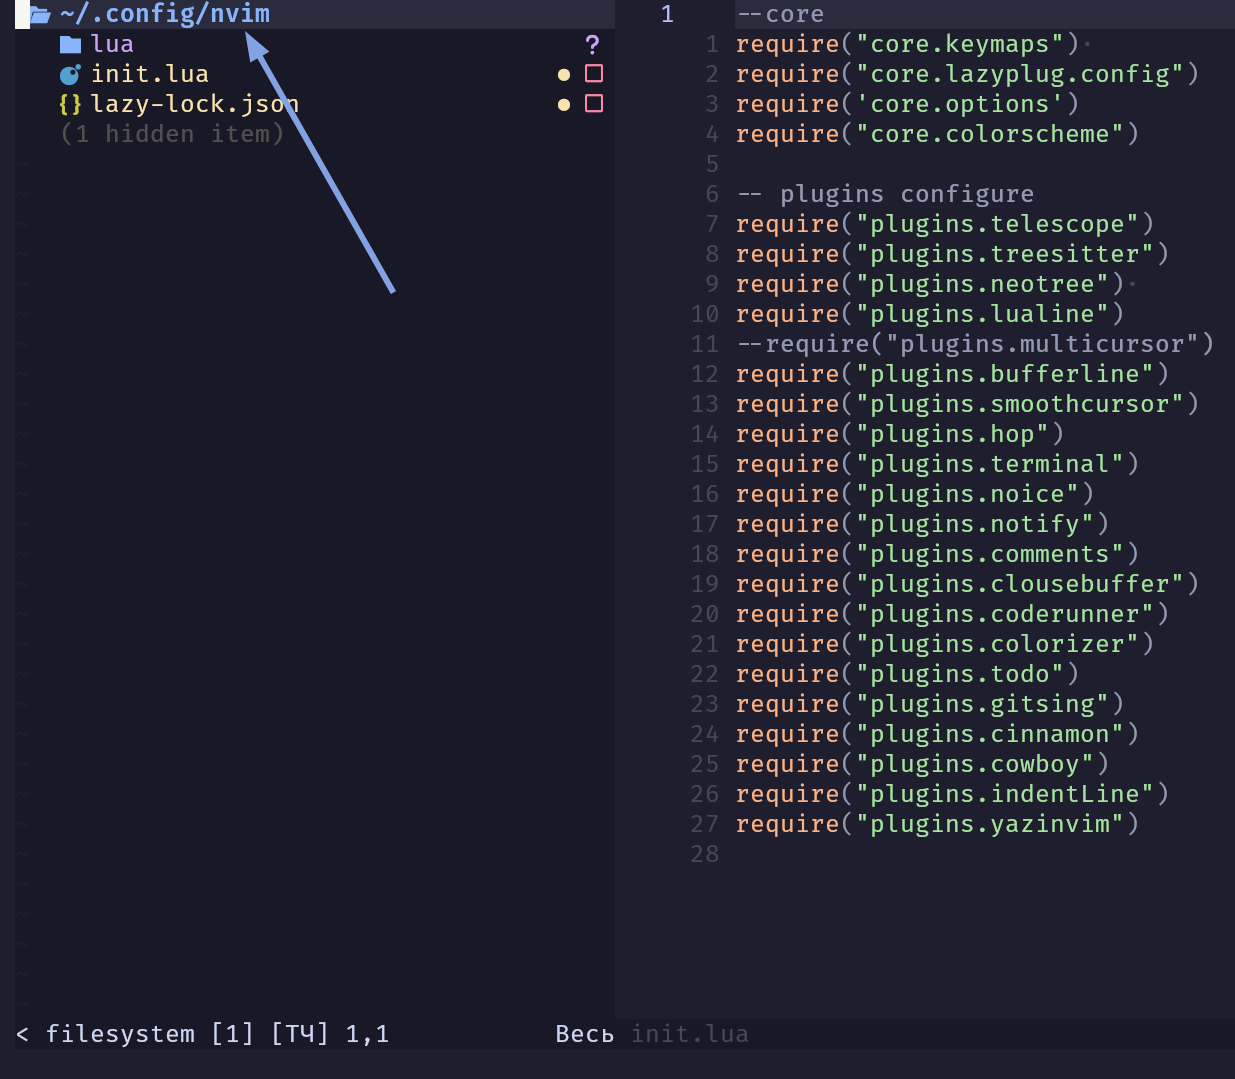 ~/.config/nvim
lua ?
init.lua
{} lazy-lock.json
(1 hidden item)
< filesystem [1] [ТЧ] 1,1 Весь
1 --core
1 require("core.keymaps")·
2 require("core.lazyplug.config")
3 require('core.options')
4 require("core.colorscheme")
5
6 -- plugins configure
7 require("plugins.telescope")
8 require("plugins.treesitter")
9 require("plugins.neotree")·
10 require("plugins.lualine")
11 --require("plugins.multicursor")
12 require("plugins.bufferline")
13 require("plugins.smoothcursor")
14 require("plugins.hop")
15 require("plugins.terminal")
16 require("plugins.noice")
17 require("plugins.notify")
18 require("plugins.comments")
19 require("plugins.clousebuffer")
20 require("plugins.coderunner")
21 require("plugins.colorizer")
22 require("plugins.todo")
23 require("plugins.gitsing")
24 require("plugins.cinnamon")
25 require("plugins.cowboy")
26 require("plugins.indentLine")
27 require("plugins.yazinvim")
28
init.lua